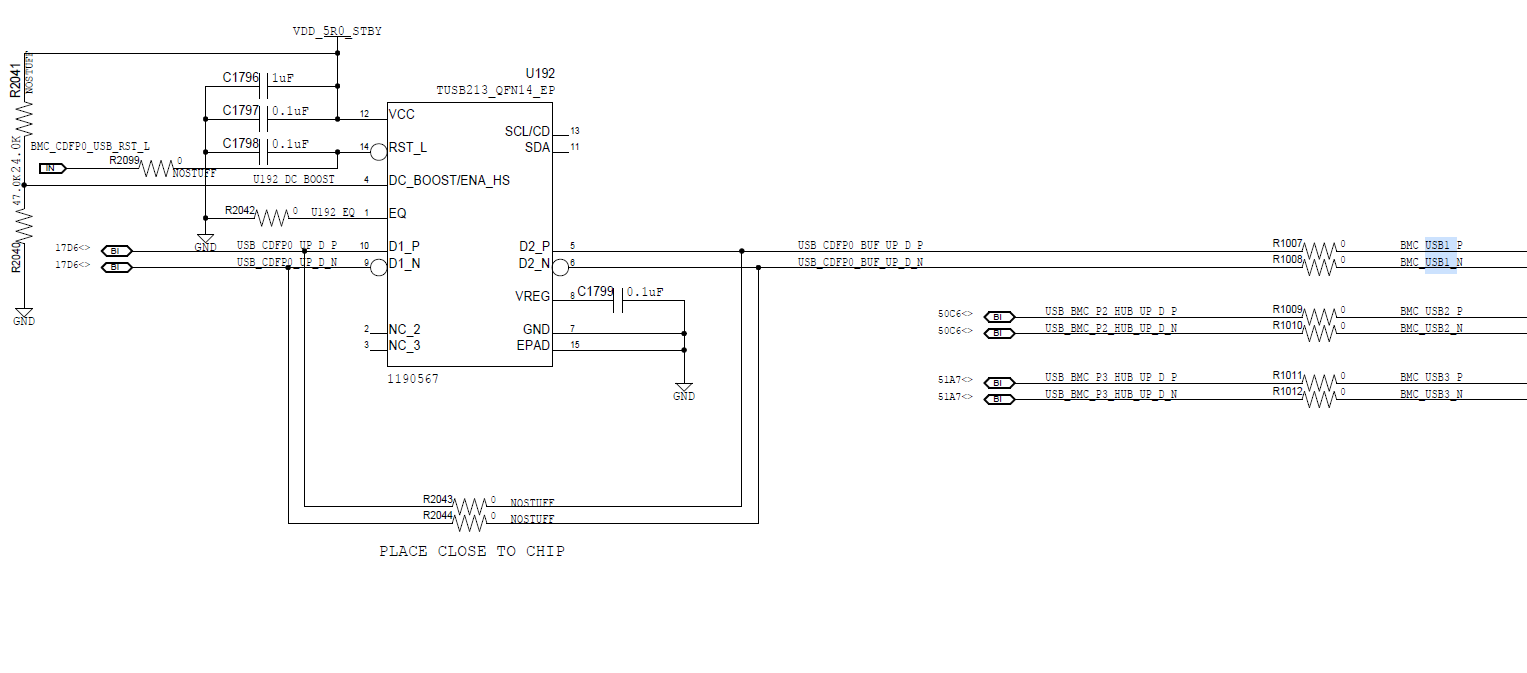 VDD_5R0_STBY
R2041
NOSTUFF
24.0K
C1796 1uF
C1797 0.1uF
C1798 0.1uF
U192
TUSB213_QFN14_EP
12 VCC
SCL/CD 13
BMC_CDFP0_USB_RST_L
IN
R2099 0
NOSTUFF
14 RST_L
SDA 11
47.0K
R2040
GND
U192_DC_BOOST 4 DC_BOOST/ENA_HS
R2042 0 U192_EQ 1 EQ
GND
17D6<> BI USB_CDFP0_UP_D_P 10 D1_P
D2_P 5 USB_CDFP0_BUF_UP_D_P R1007 0 BMC_USB1_P
17D6<> BI USB_CDFP0_UP_D_N 9 D1_N
D2_N 6 USB_CDFP0_BUF_UP_D_N R1008 0 BMC_USB1_N
VREG 8 C1799 0.1uF
50C6<> BI USB_BMC_P2_HUB_UP_D_P R1009 0 BMC_USB2_P
50C6<> BI USB_BMC_P2_HUB_UP_D_N R1010 0 BMC_USB2_N
2 NC_2
GND 7
3 NC_3
EPAD 15
1190567
GND
51A7<> BI USB_BMC_P3_HUB_UP_D_P R1011 0 BMC_USB3_P
51A7<> BI USB_BMC_P3_HUB_UP_D_N R1012 0 BMC_USB3_N
R2043 0 NOSTUFF
R2044 0 NOSTUFF
PLACE CLOSE TO CHIP